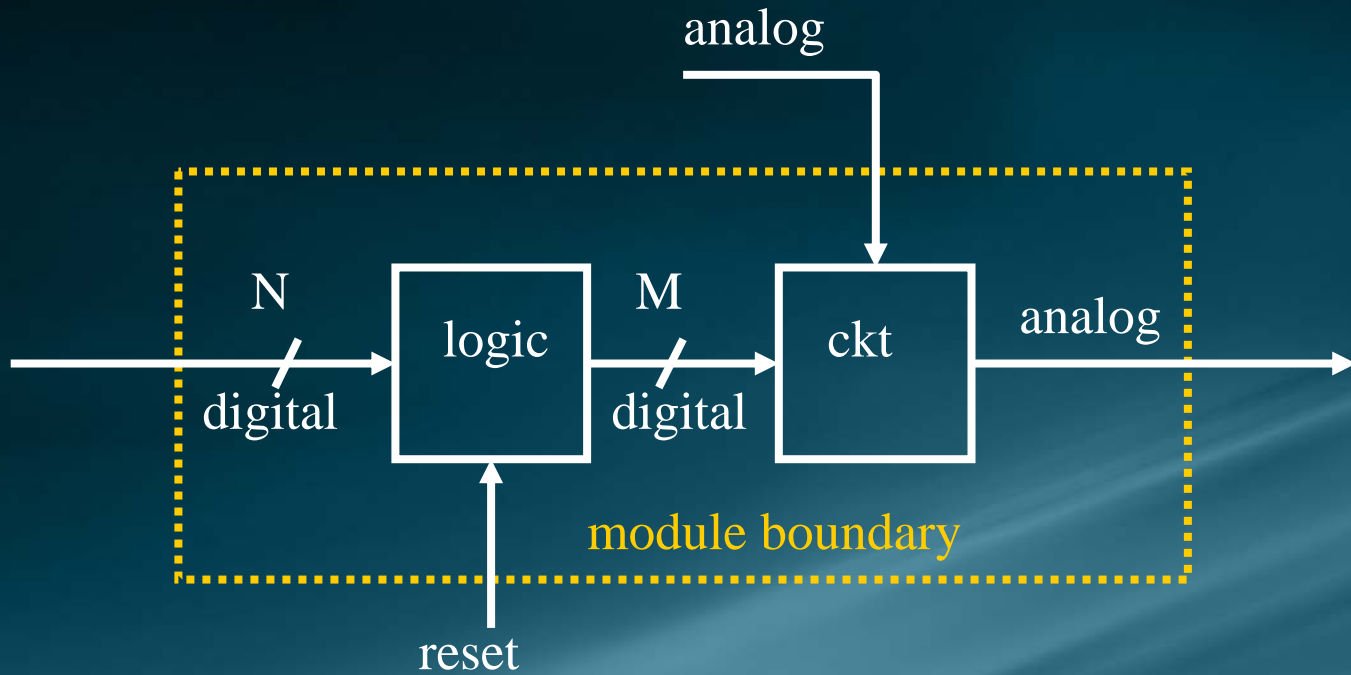 analog
N
M
logic
ckt
analog
digital
digital
module boundary
reset